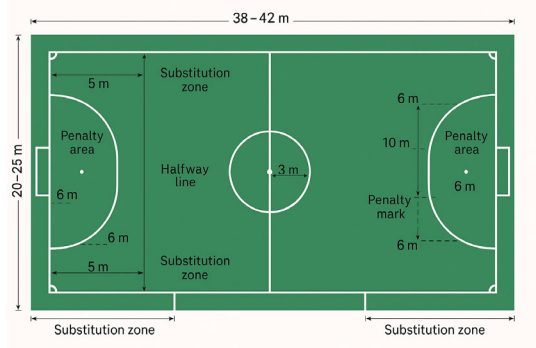 38–42 m
20–25 m
5 m
Substitution
zone
6 m
Penalty
area
10 m
Penalty
area
Halfway
line
3 m
6 m
6 m
Penalty
mark
6 m
6 m
5 m
Substitution
zone
Substitution zone
Substitution zone